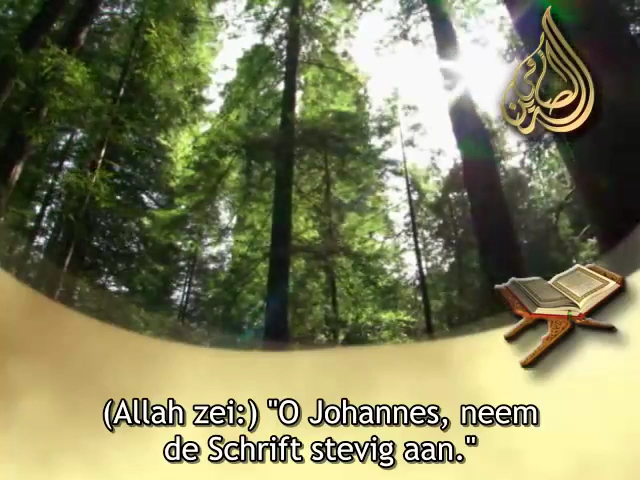 (Allah zei:) "O Johannes, neem
de Schrift stevig aan."